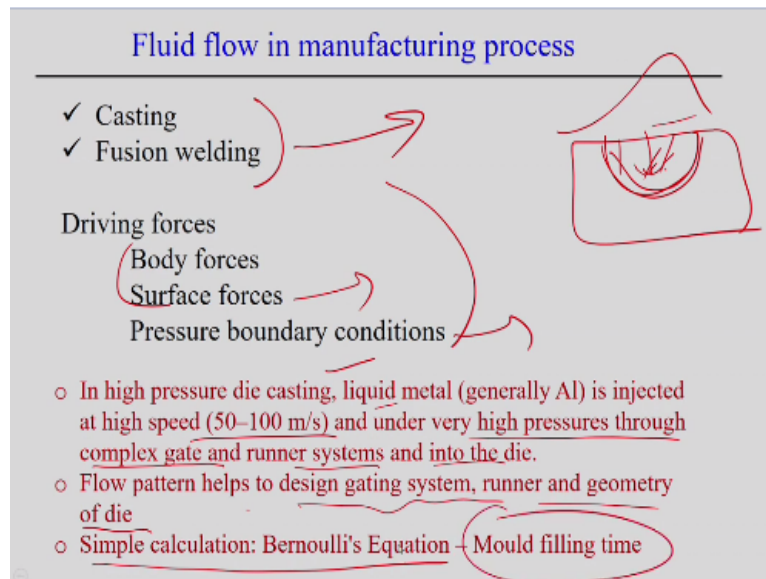 Fluid flow in manufacturing process
✓ Casting
✓ Fusion welding
Driving forces
Body forces
Surface forces
Pressure boundary conditions
o In high pressure die casting, liquid metal (generally Al) is injected
at high speed (50–100 m/s) and under very high pressures through
complex gate and runner systems and into the die.
o Flow pattern helps to design gating system, runner and geometry
of die
o Simple calculation: Bernoulli's Equation – Mould filling time